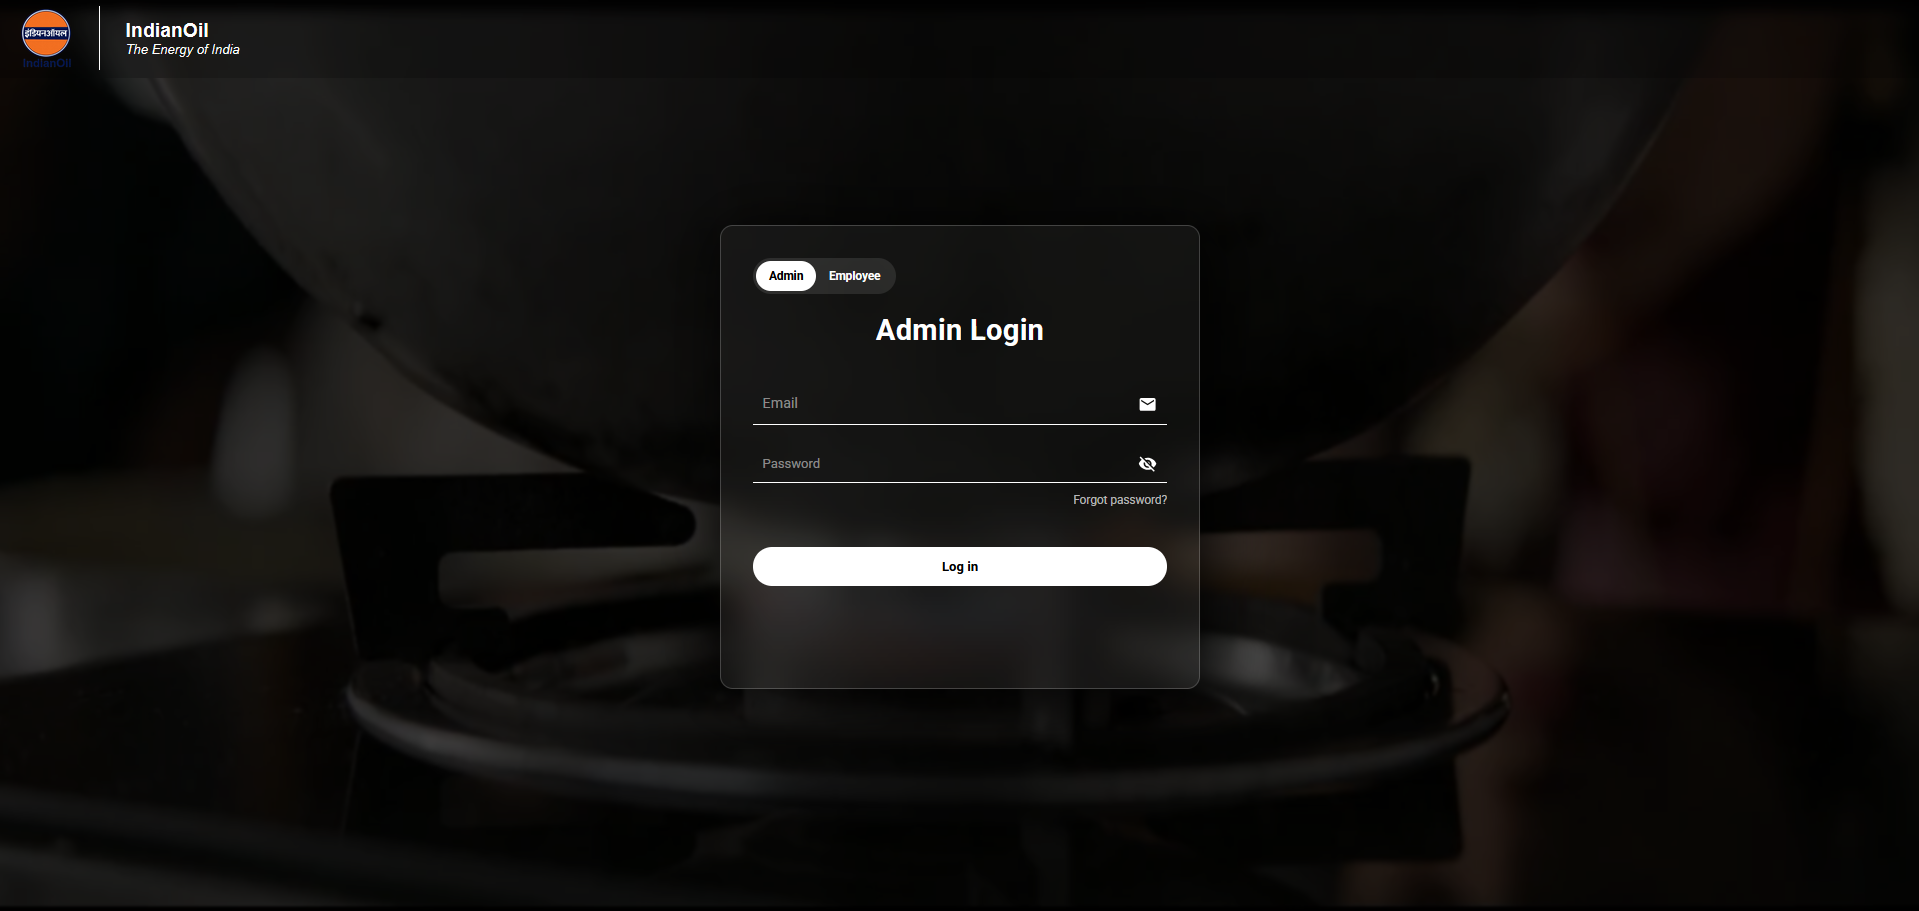 इंडियनऑयल
IndianOil
IndianOil
The Energy of India
Admin
Employee
Admin Login
Email
Password
Forgot password?
Log in